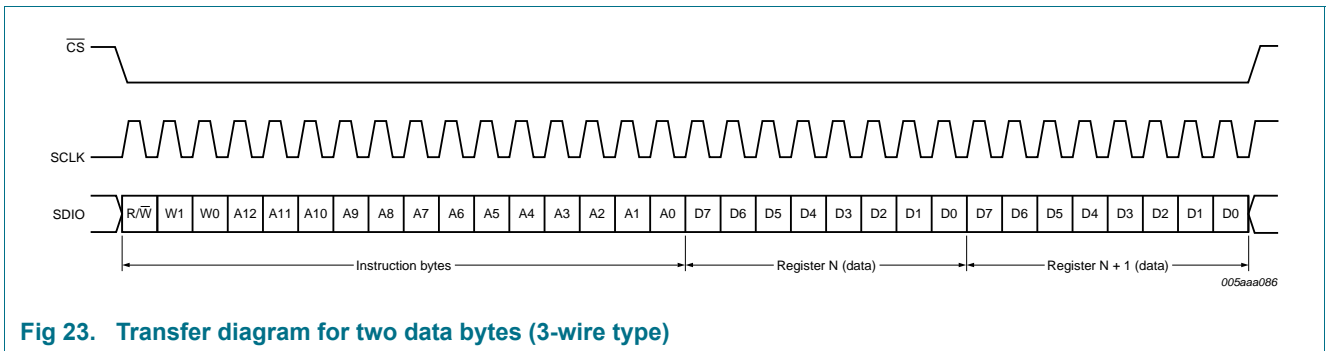 CS
SCLK
SDIO R/W W1 W0 A12 A11 A10 A9 A8 A7 A6 A5 A4 A3 A2 A1 A0 D7 D6 D5 D4 D3 D2 D1 D0 D7 D6 D5 D4 D3 D2 D1 D0
Instruction bytes Register N (data) Register N + 1 (data)
005aaa086
Fig 23. Transfer diagram for two data bytes (3-wire type)